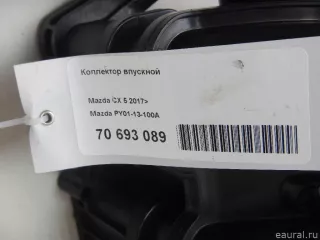 Коллектор впускной
Mazda CX 5 2017>
Mazda PY01-13-100A
70 693 089
eaural.ru